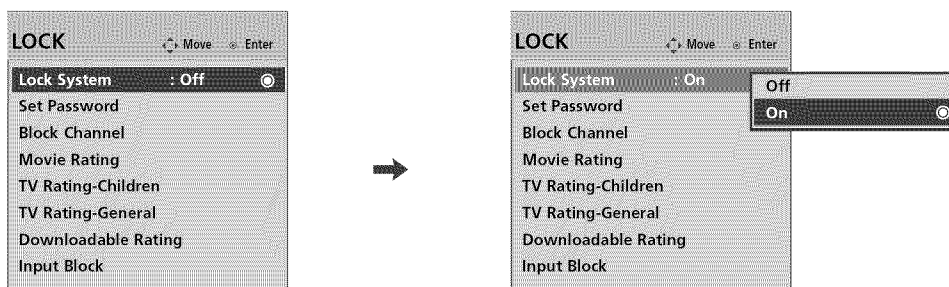 LOCK
Move Enter
Lock System : Off
Set Password
Block Channel
Movie Rating
TV Rating-Children
TV Rating-General
Downloadable Rating
Input Block
LOCK
Move Enter
Lock System : On
Set Password
Block Channel
Movie Rating
TV Rating-Children
TV Rating-General
Downloadable Rating
Input Block
Off
On